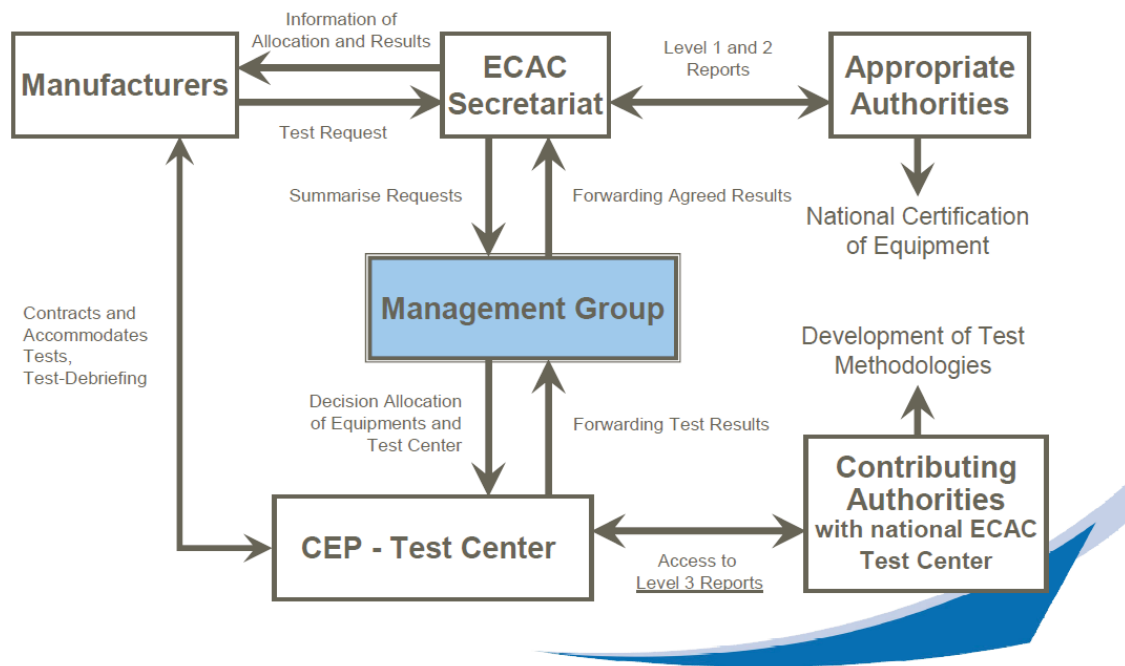 Information of
Allocation and Results
Manufacturers
ECAC
Secretariat
Level 1 and 2
Reports
Appropriate
Authorities
Test Request
Summarise Requests
Forwarding Agreed Results
National Certification
of Equipment
Management Group
Contracts and
Accommodates
Tests,
Test-Debriefing
Development of Test
Methodologies
Decision Allocation
of Equipments and
Test Center
Forwarding Test Results
Contributing
Authorities
with national ECAC
Test Center
CEP - Test Center
Access to
Level 3 Reports